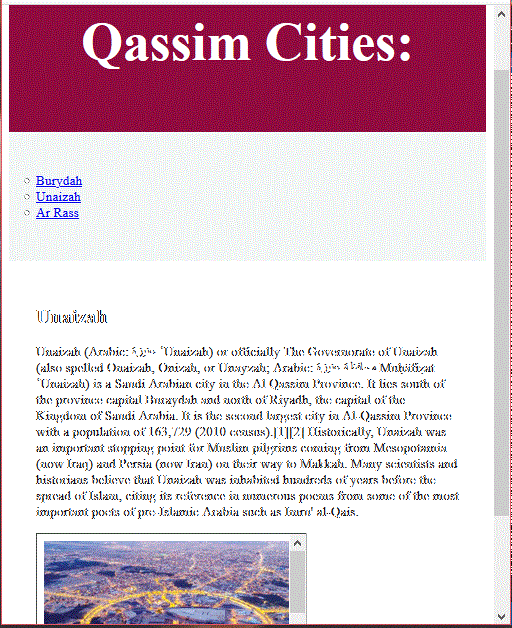 Qassim Cities:
Burydah
Unaizah
Ar Rass
Unaizah
Unaizah (Arabic: عنيزة ʿUnaizah) or officially The Governorate of Unaizah
(also spelled Onaizah, Onizah, or Unayzah; Arabic: محافظة عنيزة Muḥāfiẓat
ʿUnaizah) is a Saudi Arabian city in the Al Qassim Province. It lies south of
the province capital Buraydah and north of Riyadh, the capital of the
Kingdom of Saudi Arabia. It is the second largest city in Al-Qassim Province
with a population of 163,729 (2010 census).[1][2] Historically, Unaizah was
an important stopping point for Muslim pilgrims coming from Mesopotamia
(now Iraq) and Persia (now Iran) on their way to Makkah. Many scientists and
historians believe that Unaizah was inhabited hundreds of years before the
spread of Islam, citing its reference in numerous poems from some of the most
important poets of pre-Islamic Arabia such as Imru' al-Qais.